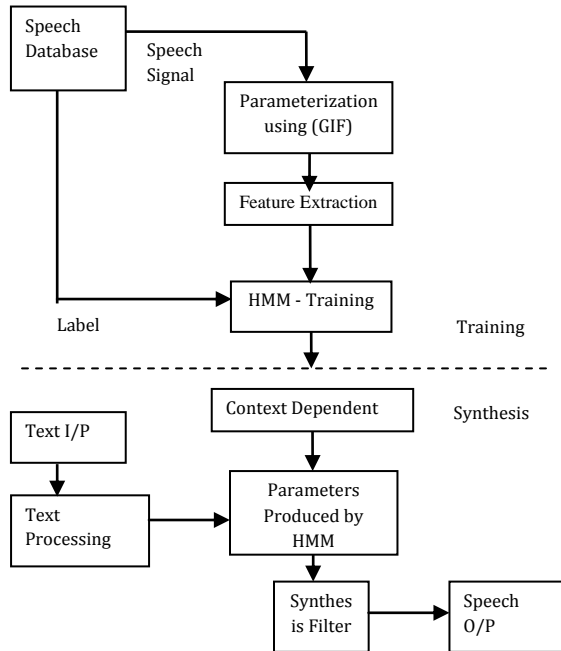 Speech
Database
Speech
Signal
Parameterization
using (GIF)
Feature Extraction
HMM - Training
Label
Training
Context Dependent
Synthesis
Text I/P
Text
Processing
Parameters
Produced by
HMM
Synthes
is Filter
Speech
O/P